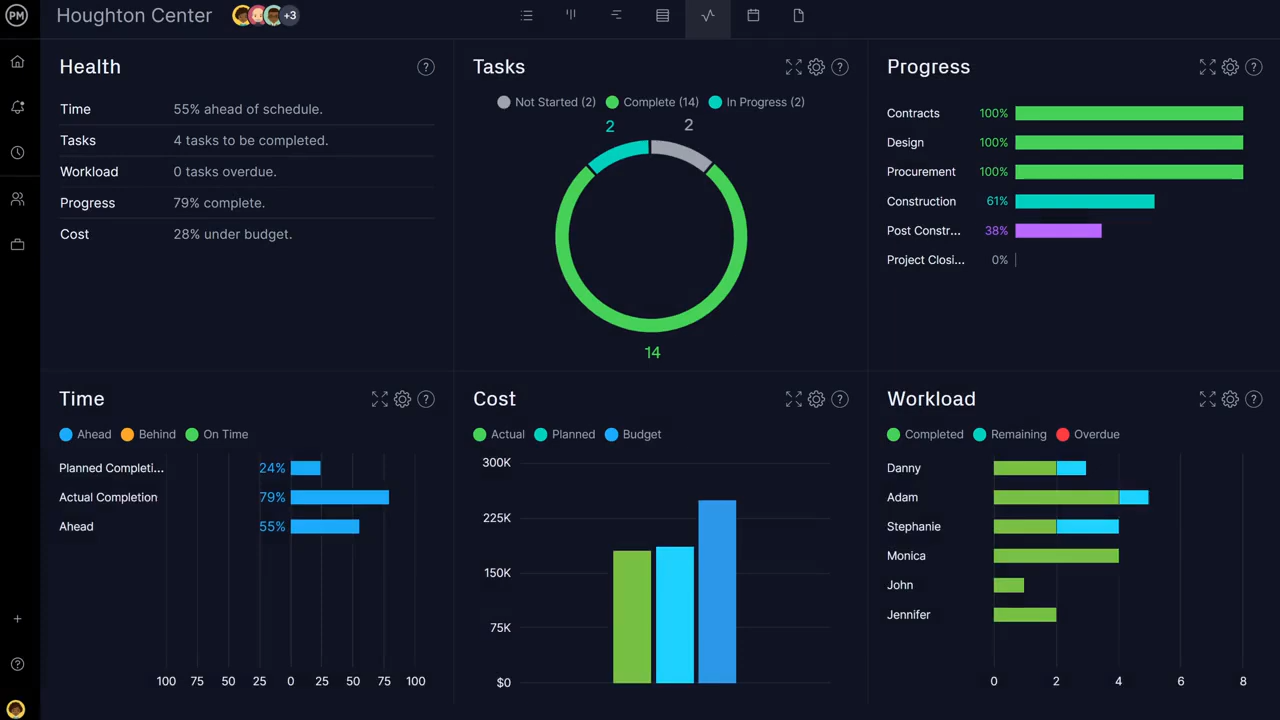 PM
Houghton Center
+3
Health
Time 55% ahead of schedule.
Tasks 4 tasks to be completed.
Workload 0 tasks overdue.
Progress 79% complete.
Cost 28% under budget.
Tasks
Not Started (2) Complete (14) In Progress (2)
2 2
14
Progress
Contracts 100%
Design 100%
Procurement 100%
Construction 61%
Post Constr... 38%
Project Closi... 0%
Time
Ahead Behind On Time
Planned Completi... 24%
Actual Completion 79%
Ahead 55%
100 75 50 25 0 25 50 75 100
Cost
Actual Planned Budget
300K
225K
150K
75K
$0
Workload
Completed Remaining Overdue
Danny
Adam
Stephanie
Monica
John
Jennifer
0 2 4 6 8